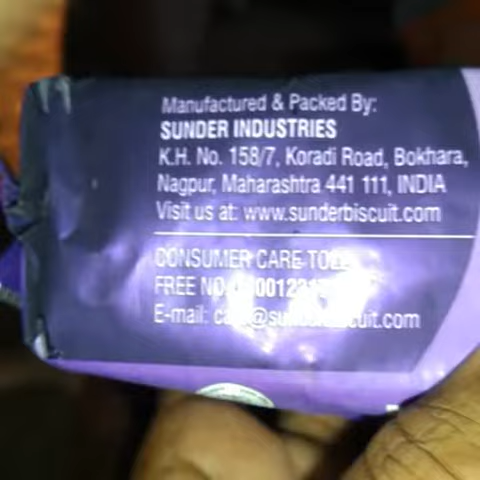 Manufactured & Packed By:
SUNDER INDUSTRIES
K.H. No. 158/7, Koradi Road, Bokhara,
Nagpur, Maharashtra 441 111, INDIA
Visit us at: www.sunderbiscuit.com
CONSUMER CARE TOLL
FREE NO.
E-mail: